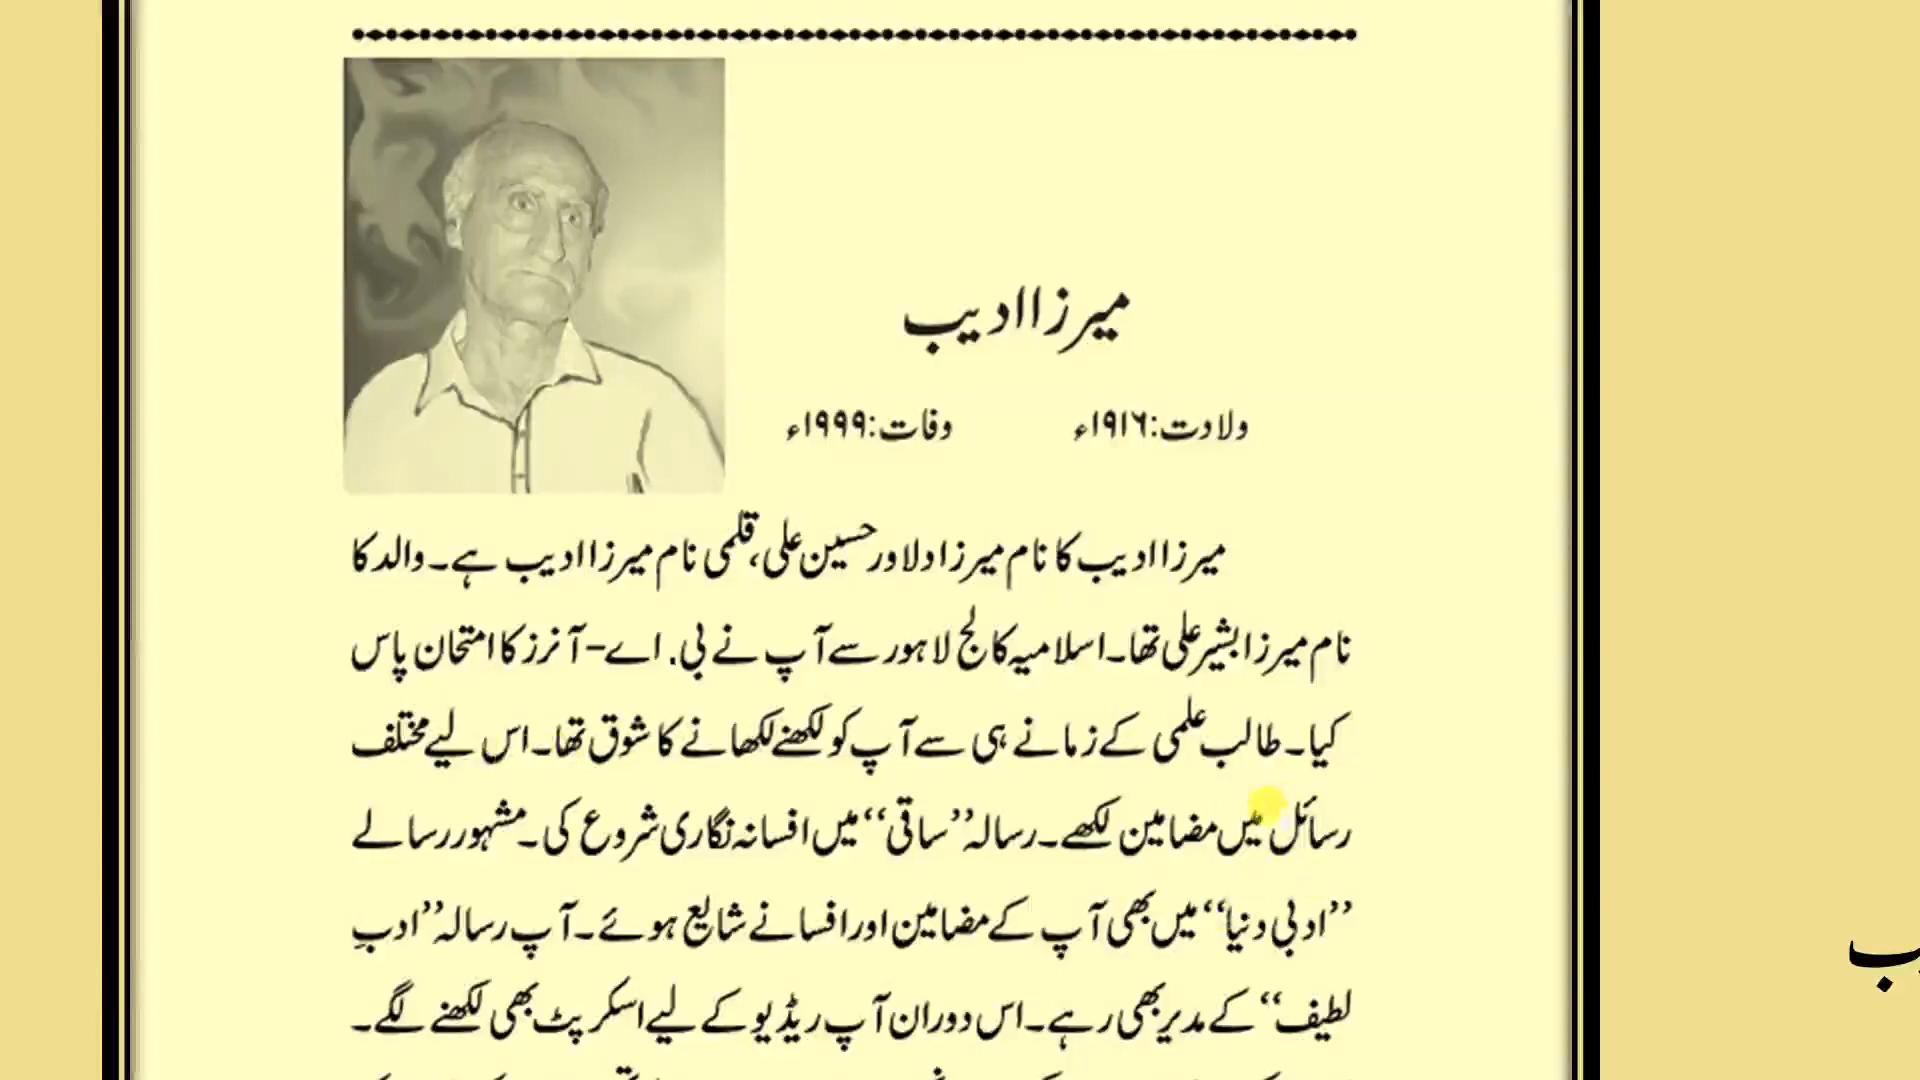 میرزا ادیب
ولادت:۱۹۱۶ء وفات:۱۹۹۹ء
میرزا ادیب کا نام میرزا دلاور حسین علی، قلمی نام میرزا ادیب ہے۔ والد کا
نام میرزا بشیر علی تھا۔ اسلامیہ کالج لاہور سے آپ نے بی. اے- آنرز کا امتحان پاس
کیا۔ طالب علمی کے زمانے ہی سے آپ کو لکھنے لکھانے کا شوق تھا۔ اس لیے مختلف
رسائل میں مضامین لکھے۔ رسالہ ”ساقی“ میں افسانہ نگاری شروع کی۔ مشہور رسالے
”ادبی دنیا“ میں بھی آپ کے مضامین اور افسانے شایع ہوئے۔ آپ رسالہ ”ادبِ
لطیف“ کے مدیر بھی رہے۔ اس دوران آپ ریڈیو کے لیے اسکرپٹ بھی لکھنے لگے۔